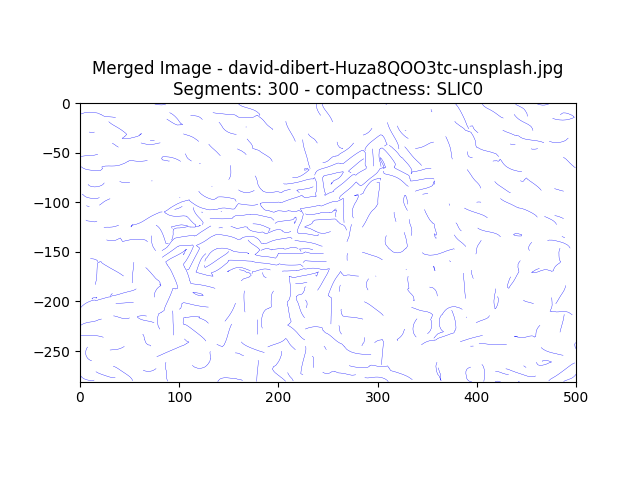 Merged Image - david-dibert-Huza8QOO3tc-unsplash.jpg
Segments: 300 - compactness: SLIC0
0
−50
−100
−150
−200
−250
0 100 200 300 400 500